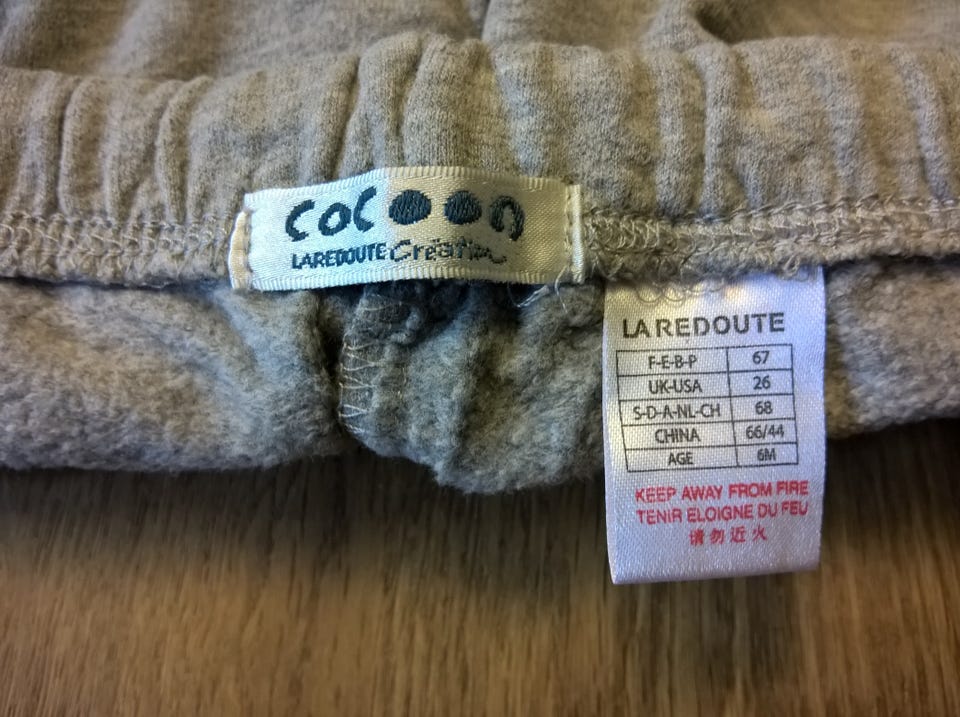 cocoon
LAREDOUTE Création
LA REDOUTE
F-E-B-P 67
UK-USA 26
S-D-A-NL-CH 68
CHINA 66/44
AGE 6M
KEEP AWAY FROM FIRE
TENIR ELOIGNE DU FEU
请勿近火